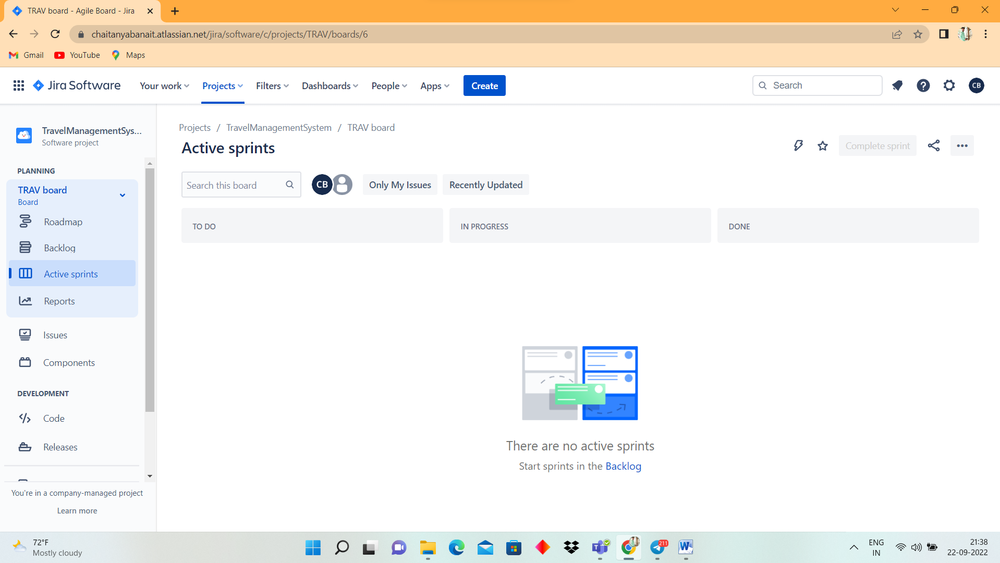 TRAV board - Agile Board - Jira
chaitanyabanait.atlassian.net/jira/software/c/projects/TRAV/boards/6
Gmail YouTube Maps
Jira Software Your work Projects Filters Dashboards People Apps Create Search CB
TravelManagementSys...
Software project
PLANNING
TRAV board
Board
Roadmap
Backlog
Active sprints
Reports
Issues
Components
DEVELOPMENT
Code
Releases
You're in a company-managed project
Learn more
Projects / TravelManagementSystem / TRAV board
Active sprints
Complete sprint
Search this board CB Only My Issues Recently Updated
TO DO IN PROGRESS DONE
There are no active sprints
Start sprints in the Backlog
72°F
Mostly cloudy
211
ENG
IN
21:38
22-09-2022